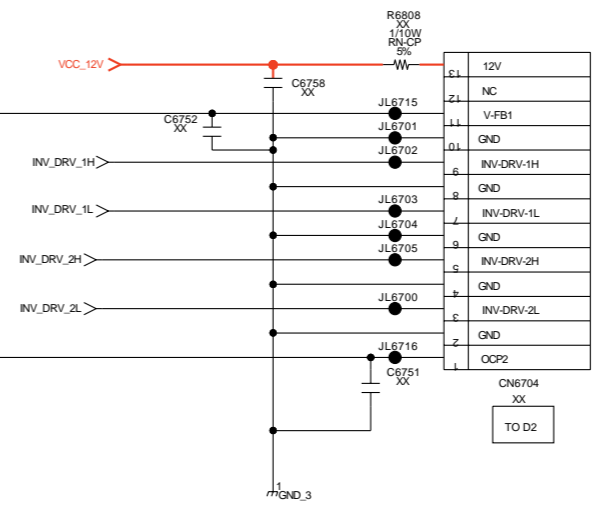 R6808
XX
1/10W
RN-CP
5%
VCC_12V
13 12V
C6758
XX
12 NC
JL6715
11 V-FB1
C6752
XX
JL6701
10 GND
JL6702
INV_DRV_1H
9 INV-DRV-1H
8 GND
JL6703
INV_DRV_1L
7 INV-DRV-1L
JL6704
6 GND
JL6705
INV_DRV_2H
5 INV-DRV-2H
4 GND
JL6700
INV_DRV_2L
3 INV-DRV-2L
2 GND
JL6716
1 OCP2
C6751
XX
CN6704
XX
TO D2
1
GND_3